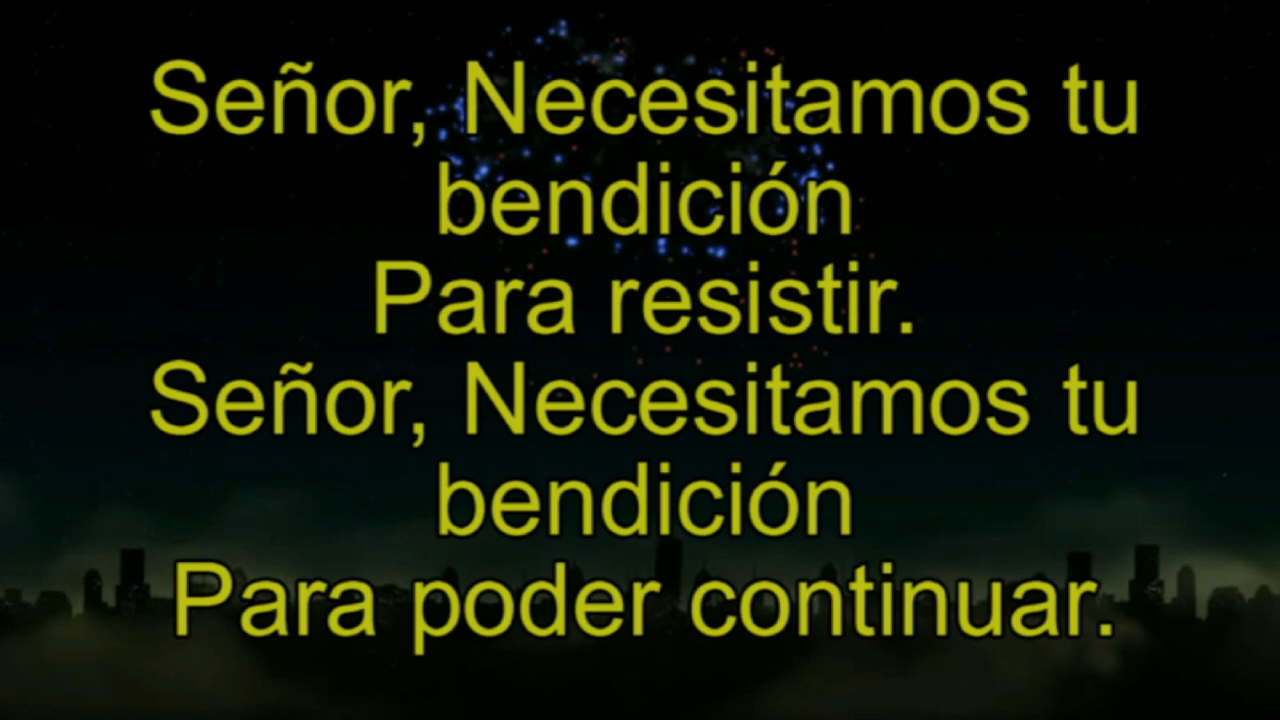 Señor, Necesitamos tu
bendición
Para resistir.
Señor, Necesitamos tu
bendición
Para poder continuar.